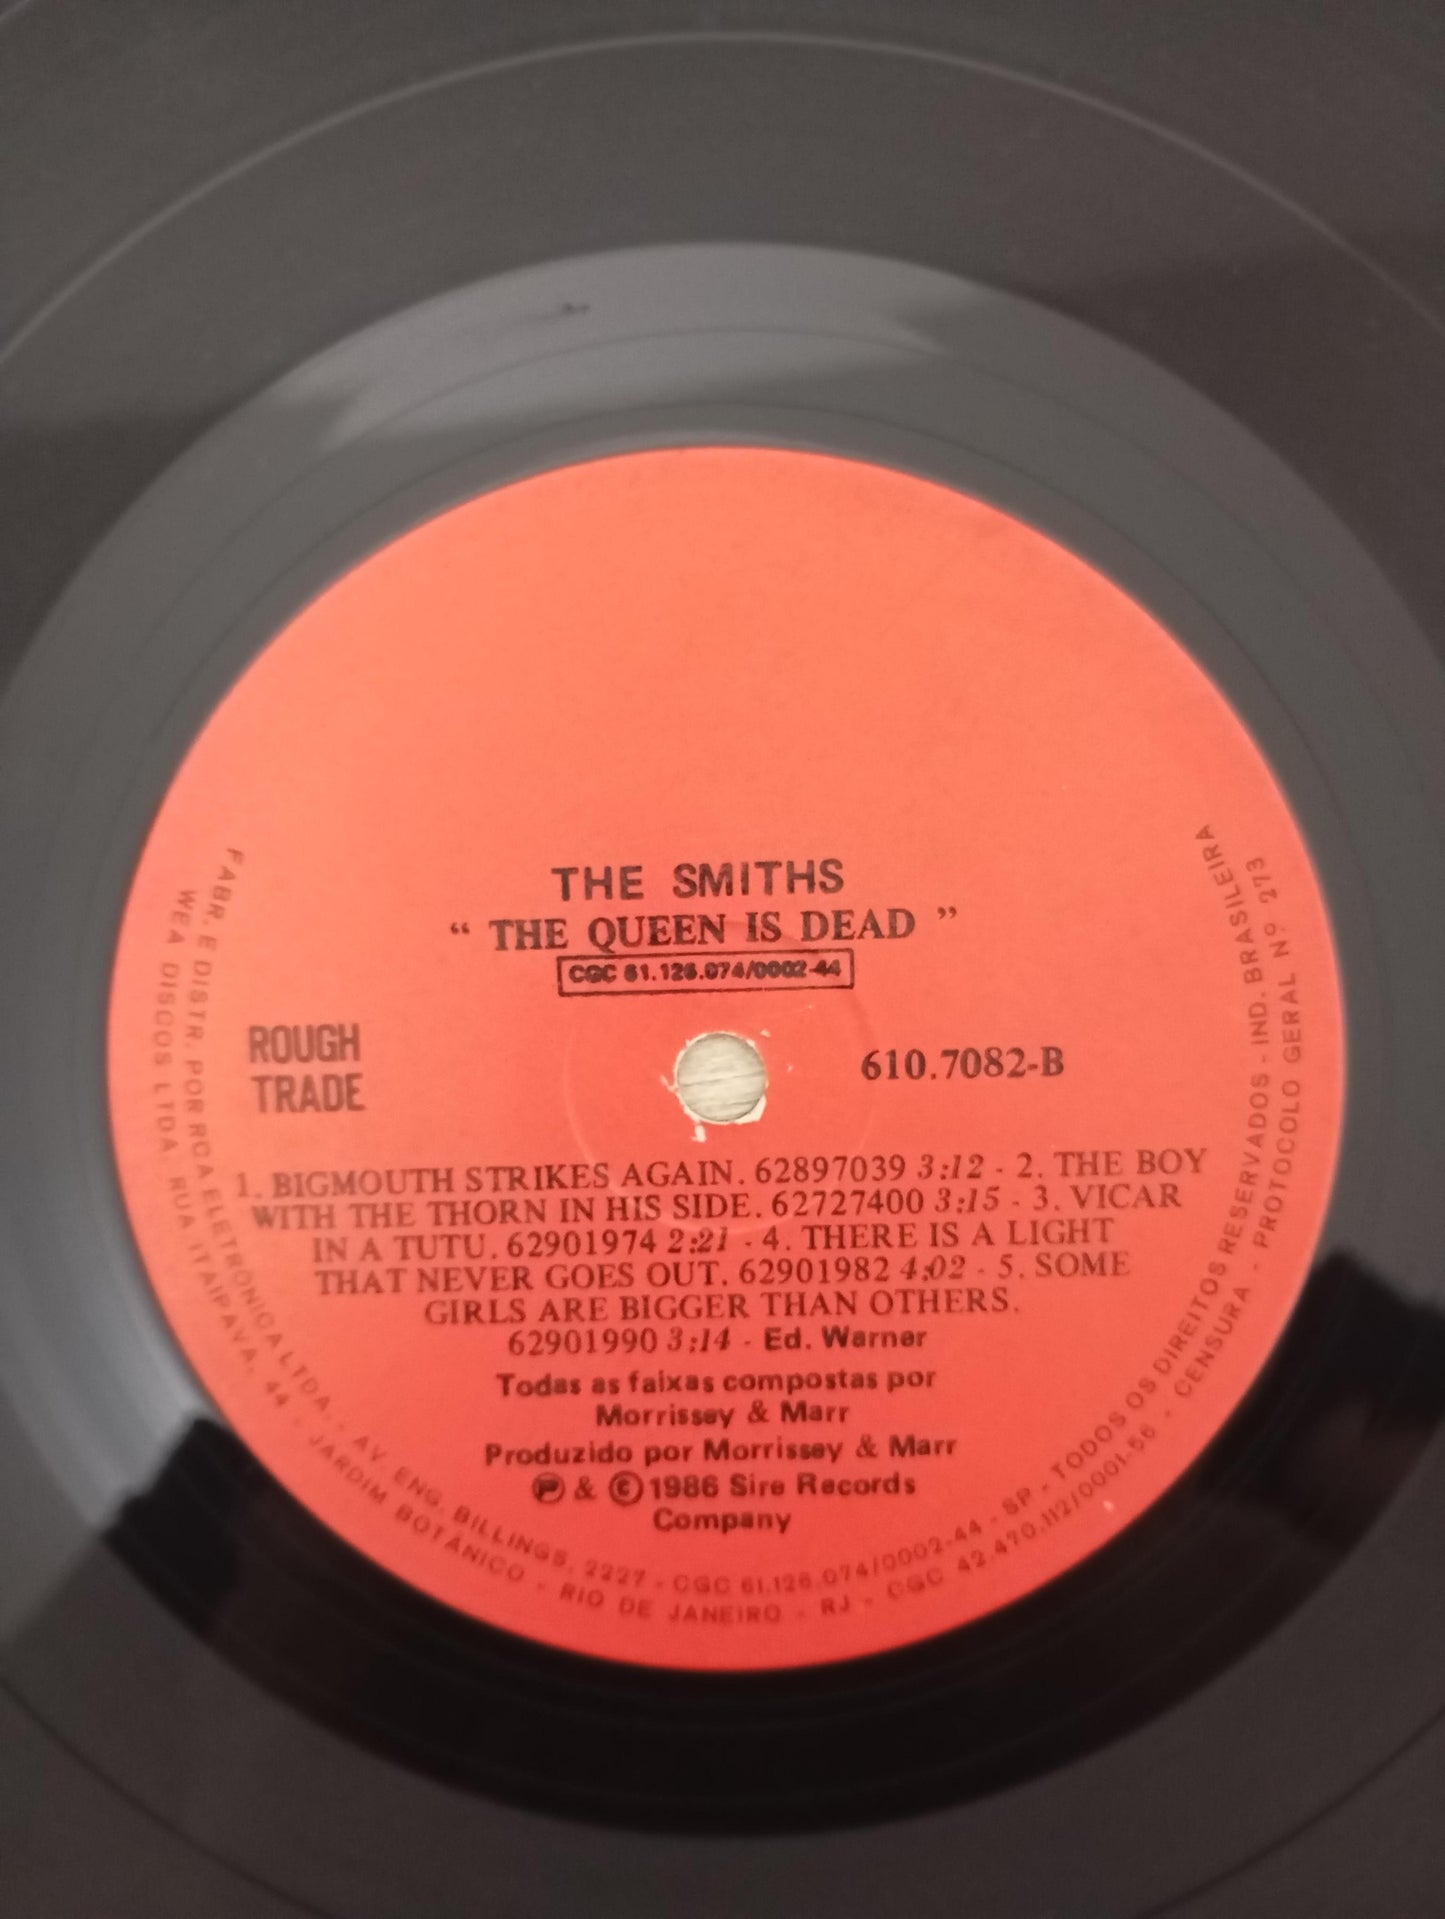 THE SMITHS
“ THE QUEEN IS DEAD ”
CGC 61.126.074/0002-44
ROUGH
TRADE
610.7082-B
1. BIGMOUTH STRIKES AGAIN. 62897039 3:12 - 2. THE BOY
WITH THE THORN IN HIS SIDE. 62727400 3:15 - 3. VICAR
IN A TUTU. 62901974 2:21 - 4. THERE IS A LIGHT
THAT NEVER GOES OUT. 62901982 4:02 - 5. SOME
GIRLS ARE BIGGER THAN OTHERS.
62901990 3:14 - Ed. Warner
Todas as faixas compostas por
Morrissey & Marr
Produzido por Morrissey & Marr
℗ & © 1986 Sire Records
Company
FABR. E DISTR. POR RCA ELETRONICA LTDA. - AV. ENG. BILLINGS, 2227 - CGC 61.126.074/0002-44 - SP - TODOS OS DIREITOS RESERVADOS - IND. BRASILEIRA
WEA DISCOS LTDA RUA ITAIPAVA, 44 - JARDIM BOTÂNICO - RIO DE JANEIRO - RJ - CGC 42.470.112/0001-56 - CENSURA - PROTOCOLO GERAL Nº 273